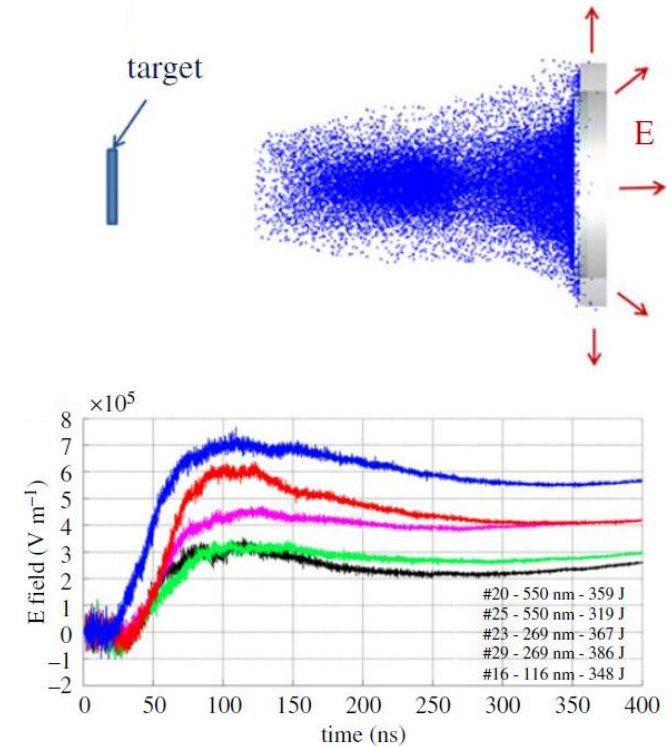 target
E
×10⁵
8
7
6
5
4
3
2
1
0
−1
−2
E field (V m⁻¹)
#20 - 550 nm - 359 J
#25 - 550 nm - 319 J
#23 - 269 nm - 367 J
#29 - 269 nm - 386 J
#16 - 116 nm - 348 J
0 50 100 150 200 250 300 350 400
time (ns)